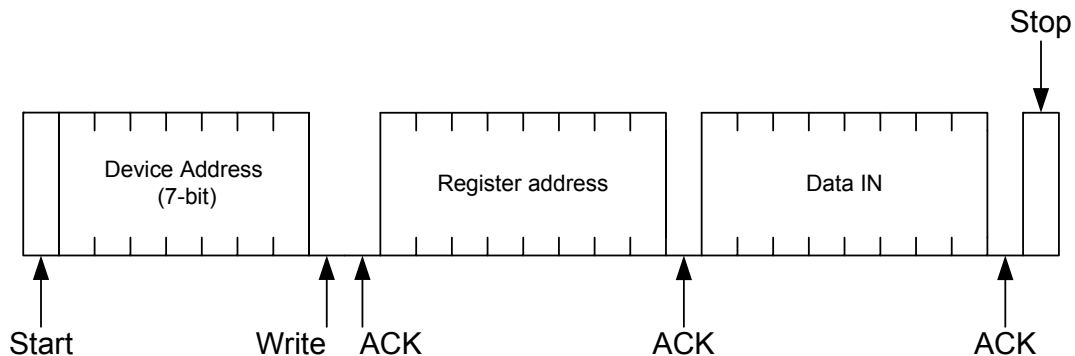 Stop
Device Address
(7-bit)
Register address
Data IN
Start
Write
ACK
ACK
ACK